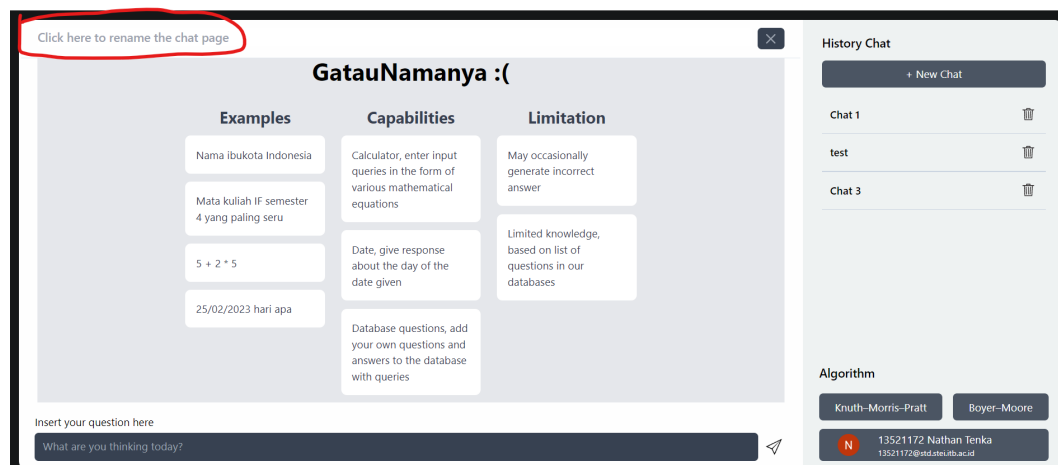 Click here to rename the chat page
GatauNamanya :(
Examples
Nama ibukota Indonesia
Mata kuliah IF semester
4 yang paling seru
5 + 2 * 5
25/02/2023 hari apa
Capabilities
Calculator, enter input
queries in the form of
various mathematical
equations
Date, give response
about the day of the
date given
Database questions, add
your own questions and
answers to the database
with queries
Limitation
May occasionally
generate incorrect
answer
Limited knowledge,
based on list of
questions in our
databases
Insert your question here
What are you thinking today?
History Chat
+ New Chat
Chat 1
test
Chat 3
Algorithm
Knuth–Morris–Pratt
Boyer–Moore
N
13521172 Nathan Tenka
13521172@std.stei.itb.ac.id